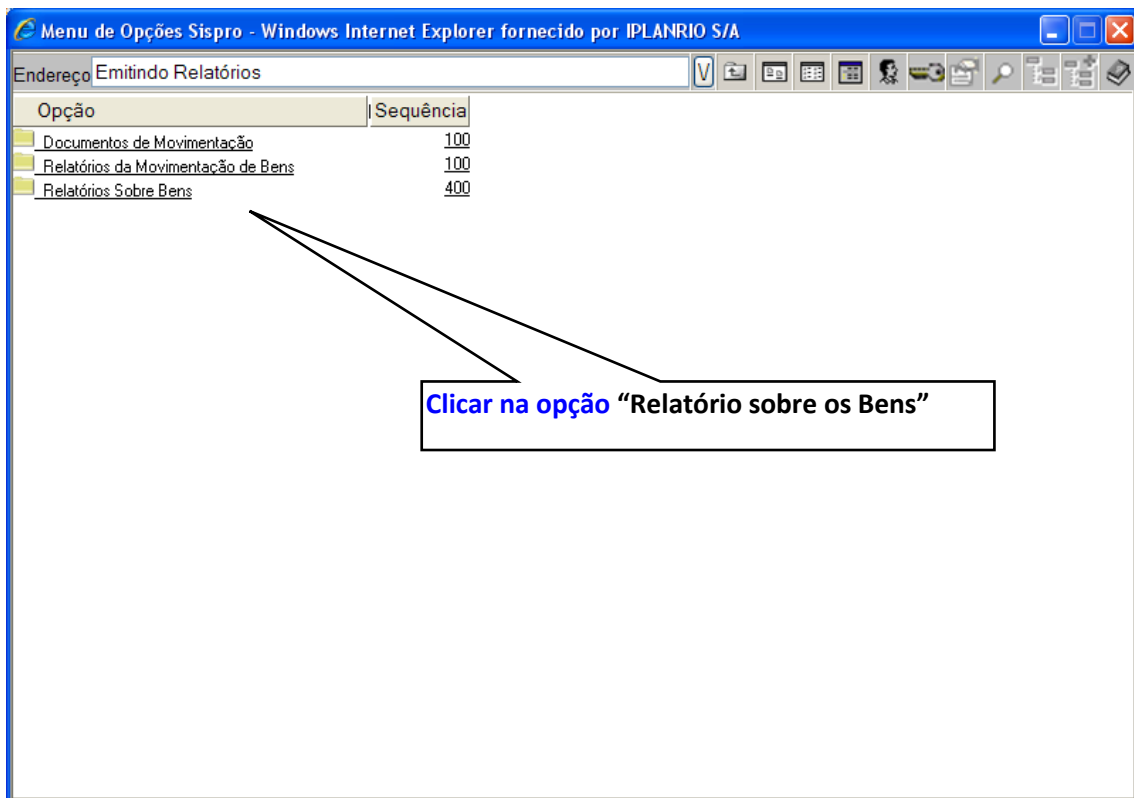 Menu de Opções Sispro - Windows Internet Explorer fornecido por IPLANRIO S/A
Endereço Emitindo Relatórios V
Opção Sequência
Documentos de Movimentação 100
Relatórios da Movimentação de Bens 100
Relatórios Sobre Bens 400
Clicar na opção “Relatório sobre os Bens”